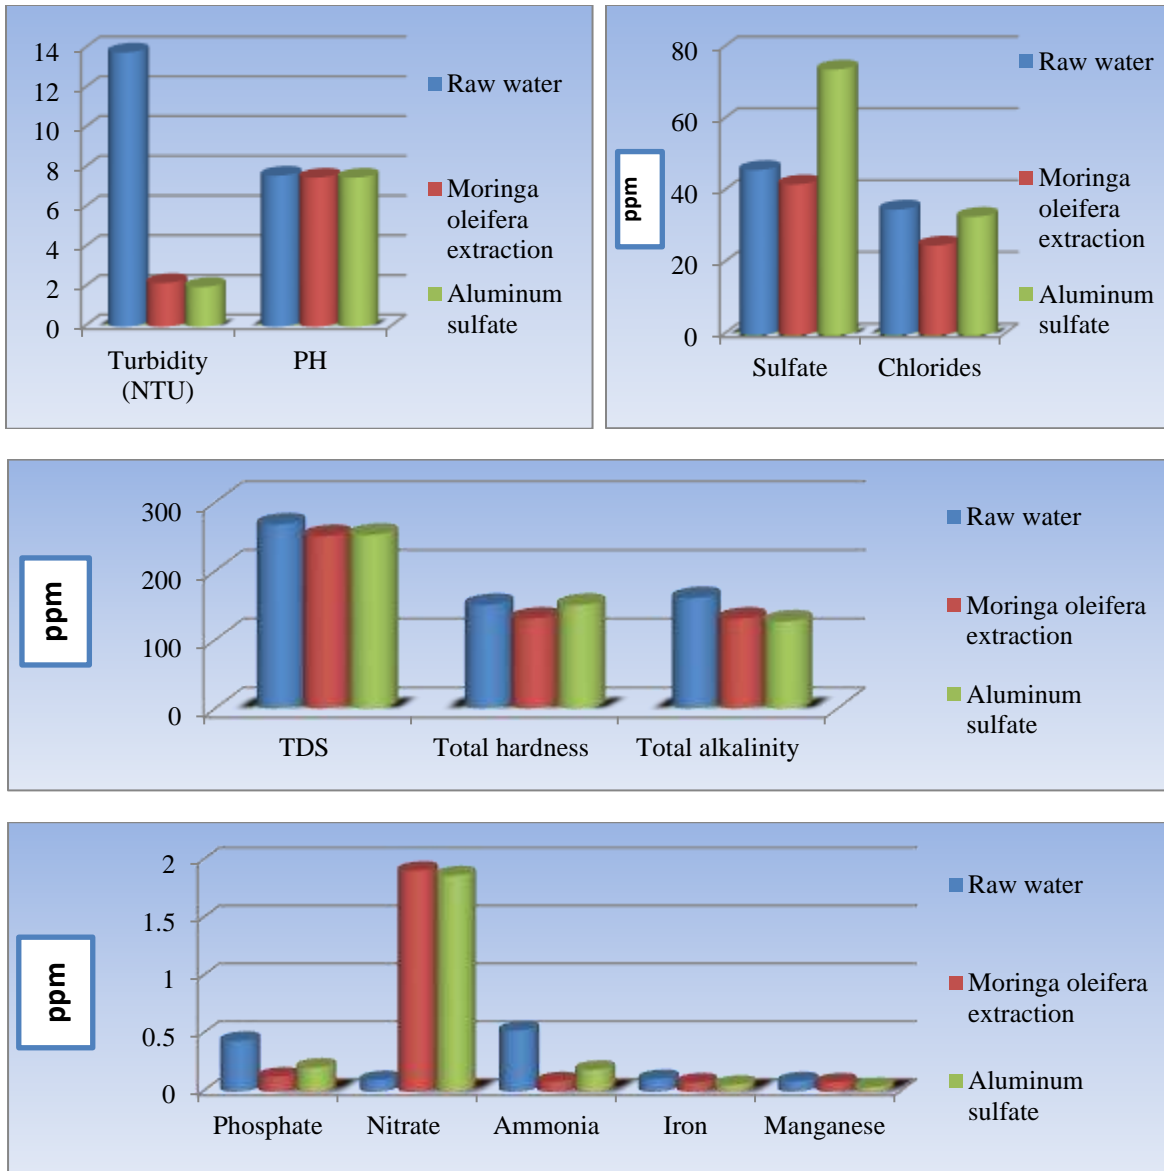 14
12
10
8
6
4
2
0
Turbidity
(NTU)
PH
Raw water
Moringa
oleifera
extraction
Aluminum
sulfate
ppm
80
60
40
20
0
Sulfate
Chlorides
Raw water
Moringa
oleifera
extraction
Aluminum
sulfate
ppm
300
200
100
0
TDS
Total hardness
Total alkalinity
Raw water
Moringa oleifera
extraction
Aluminum
sulfate
ppm
2
1.5
1
0.5
0
Phosphate
Nitrate
Ammonia
Iron
Manganese
Raw water
Moringa oleifera
extraction
Aluminum
sulfate